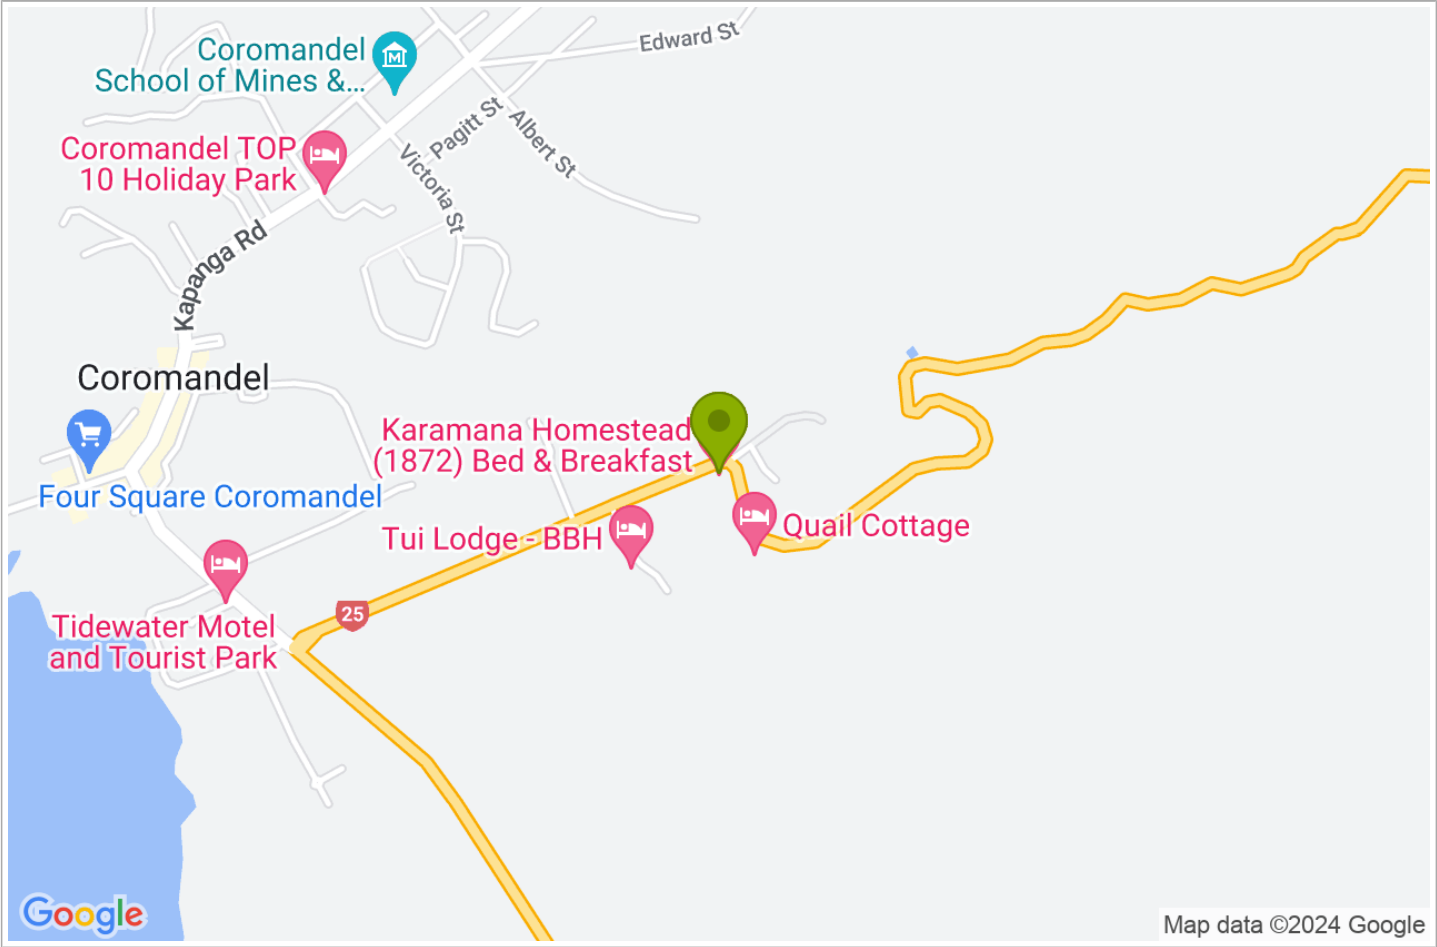 Edward St
Coromandel
School of Mines &...
Pagitt St
Albert St
Coromandel TOP
10 Holiday Park
Victoria St
Kapanga Rd
Coromandel
Karamana Homestead
(1872) Bed & Breakfast
Four Square Coromandel
Quail Cottage
Tui Lodge - BBH
25
Tidewater Motel
and Tourist Park
Google
Map data ©2024 Google